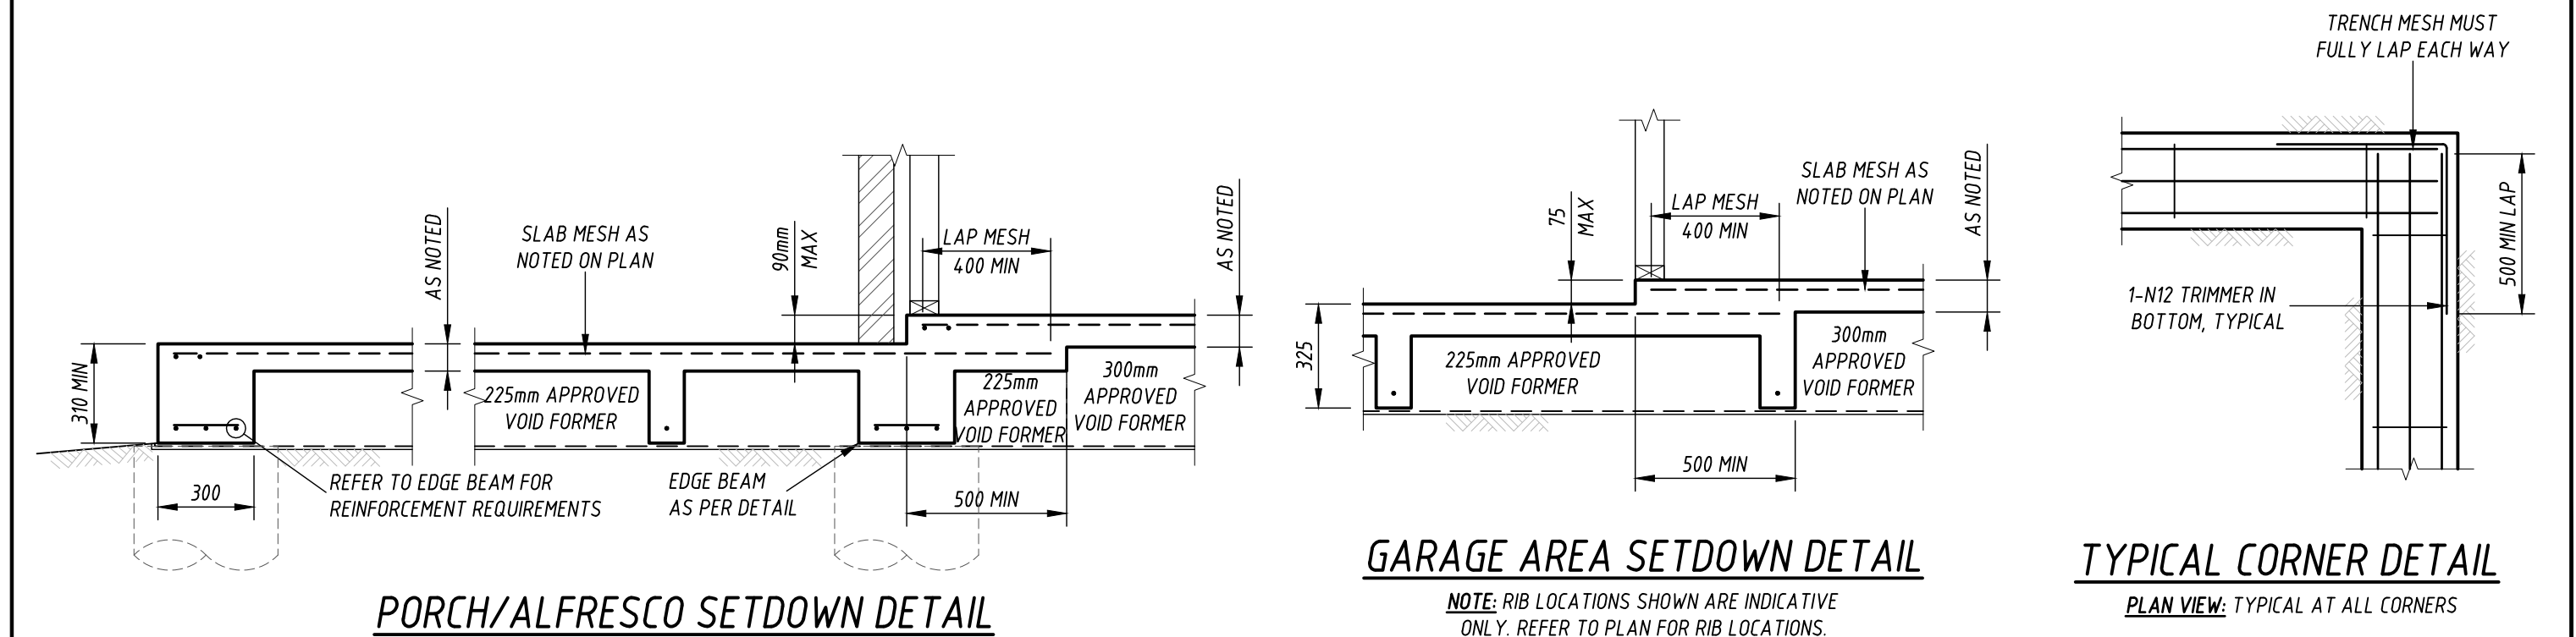 310 MIN
300
AS NOTED
SLAB MESH AS
NOTED ON PLAN
225mm APPROVED
VOID FORMER
REFER TO EDGE BEAM FOR
REINFORCEMENT REQUIREMENTS
EDGE BEAM
AS PER DETAIL
90mm
MAX
LAP MESH
400 MIN
225mm
APPROVED
VOID FORMER
300mm
APPROVED
VOID FORMER
500 MIN
AS NOTED
PORCH/ALFRESCO SETDOWN DETAIL
325
75
MAX
LAP MESH
400 MIN
SLAB MESH AS
NOTED ON PLAN
AS NOTED
225mm APPROVED
VOID FORMER
300mm
APPROVED
VOID FORMER
500 MIN
GARAGE AREA SETDOWN DETAIL
NOTE: RIB LOCATIONS SHOWN ARE INDICATIVE
ONLY. REFER TO PLAN FOR RIB LOCATIONS.
TRENCH MESH MUST
FULLY LAP EACH WAY
500 MIN LAP
1-N12 TRIMMER IN
BOTTOM, TYPICAL
TYPICAL CORNER DETAIL
PLAN VIEW: TYPICAL AT ALL CORNERS